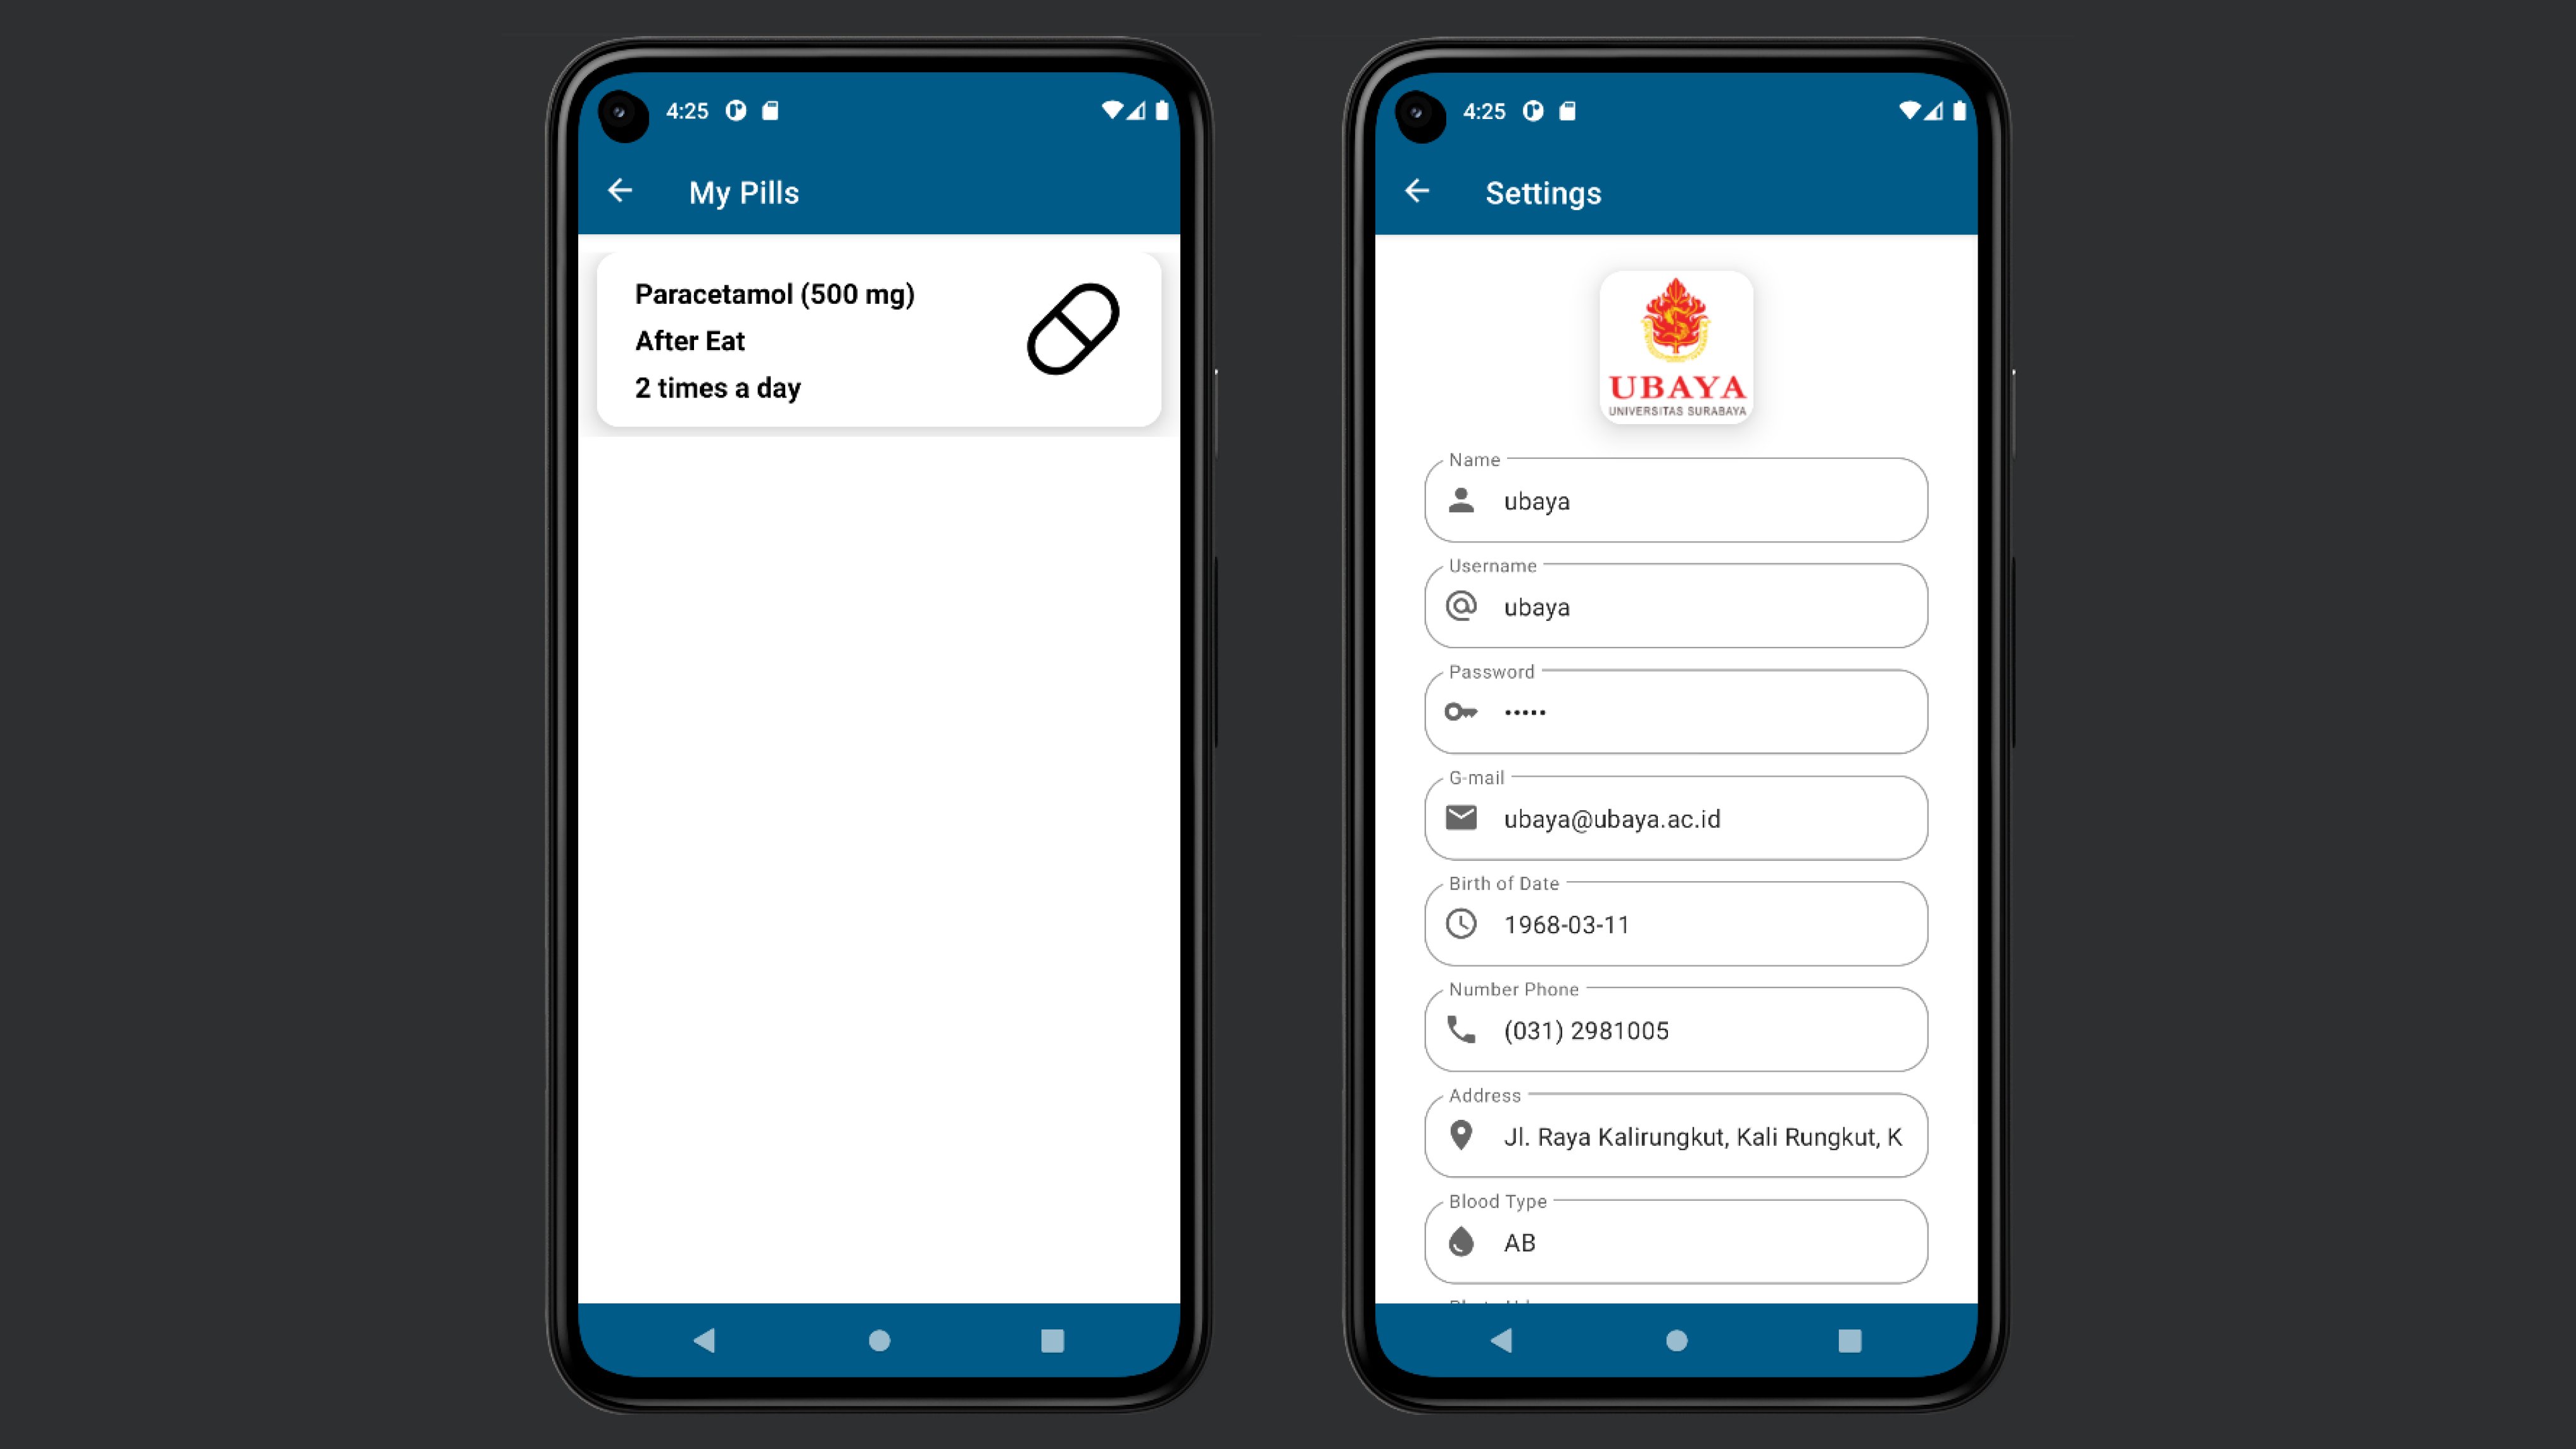 4:25
My Pills
Paracetamol (500 mg)
After Eat
2 times a day
4:25
Settings
UBAYA
UNIVERSITAS SURABAYA
Name
ubaya
Username
ubaya
Password
•••••
G-mail
ubaya@ubaya.ac.id
Birth of Date
1968-03-11
Number Phone
(031) 2981005
Address
Jl. Raya Kalirungkut, Kali Rungkut, K
Blood Type
AB